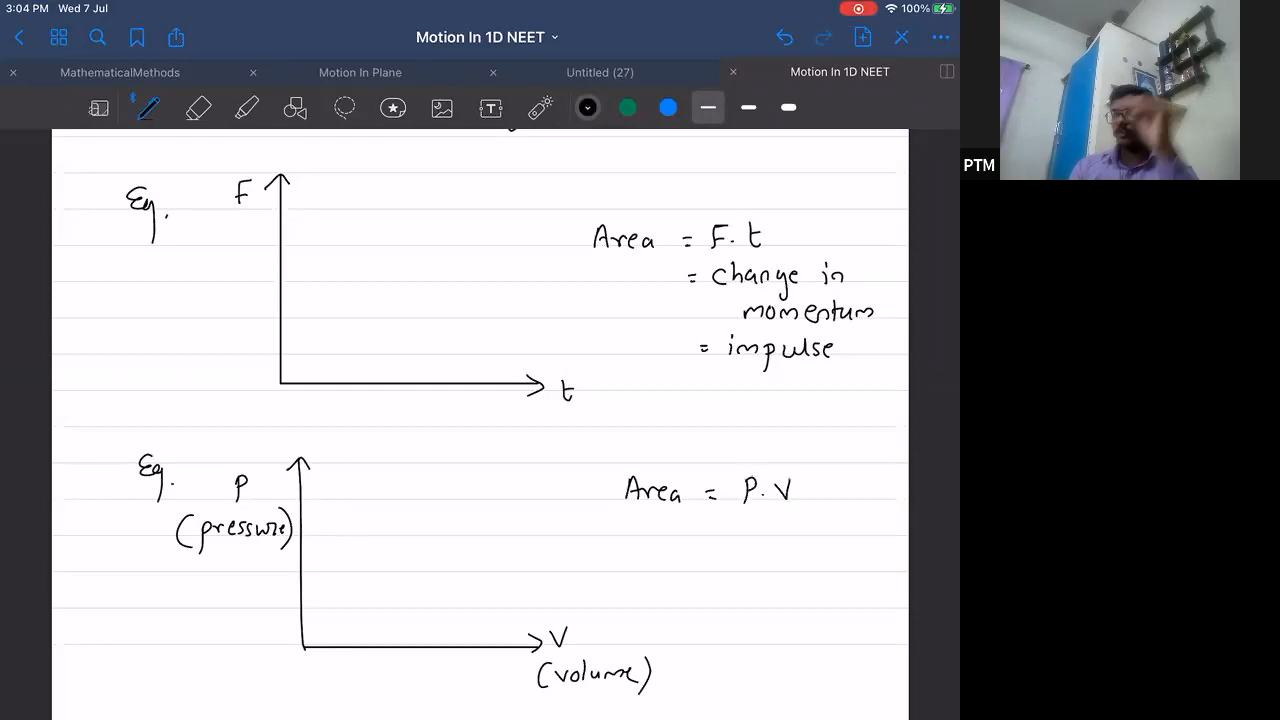 3:04 PM Wed 7 Jul
100%
Motion In 1D NEET
MathematicalMethods
Motion In Plane
Untitled (27)
Motion In 1D NEET
T
PTM
Eg. F
Area = F. t
= change in
momentum
= impulse
t
Eg. P
(pressure)
Area = P. V
V
(volume)